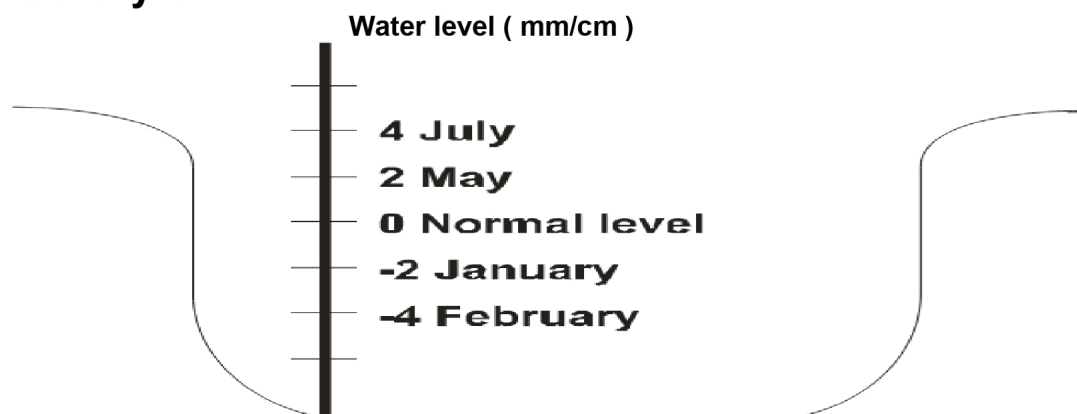 Water level ( mm/cm )
4 July
2 May
0 Normal level
-2 January
-4 February